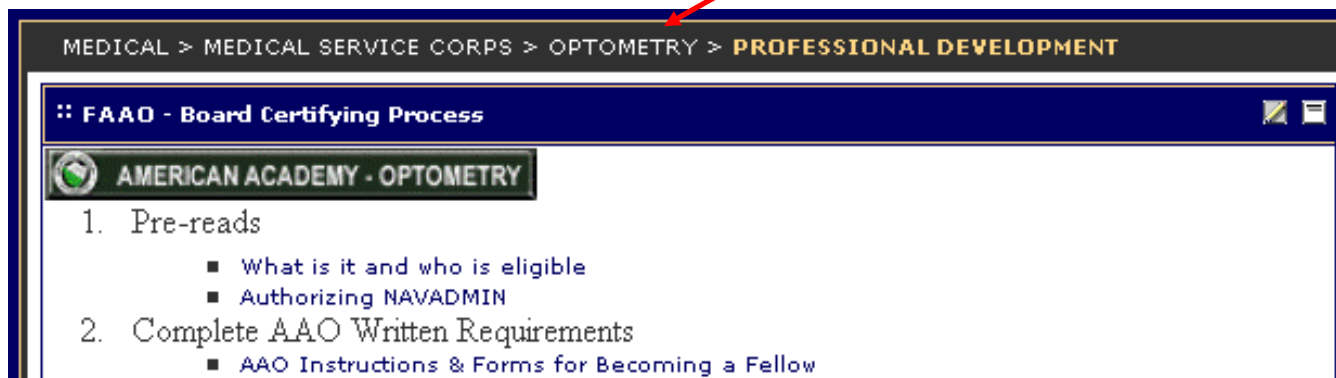 MEDICAL > MEDICAL SERVICE CORPS > OPTOMETRY > PROFESSIONAL DEVELOPMENT
:: FAAO - Board Certifying Process
AMERICAN ACADEMY - OPTOMETRY
1. Pre-reads
■ What is it and who is eligible
■ Authorizing NAVADMIN
2. Complete AAO Written Requirements
■ AAO Instructions & Forms for Becoming a Fellow